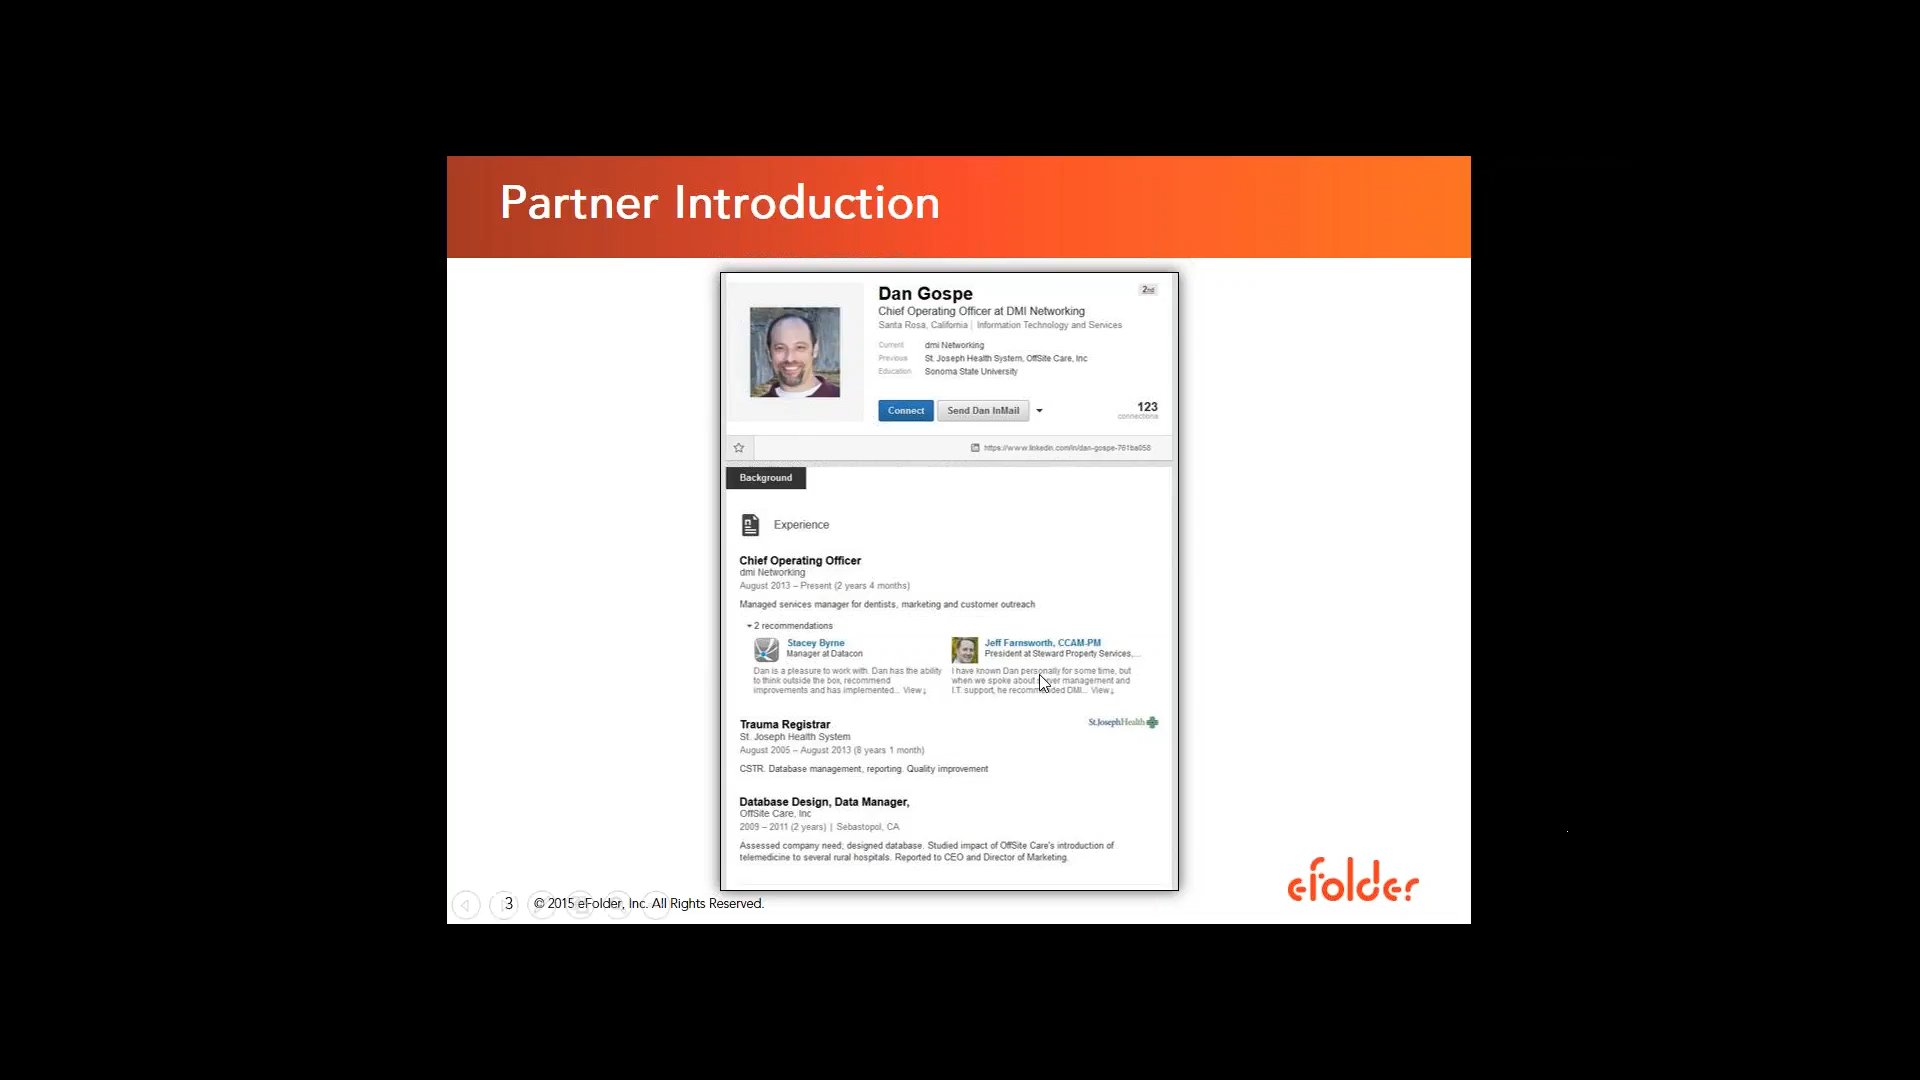 Partner Introduction
Dan Gospe
2nd
Chief Operating Officer at DMI Networking
Santa Rosa, California | Information Technology and Services
Current dmi Networking
Previous St. Joseph Health System, OffSite Care, Inc
Education Sonoma State University
Connect
Send Dan InMail
123
connections
https://www.linkedin.com/in/dan-gospe-761ba058
Background
Experience
Chief Operating Officer
dmi Networking
August 2013 – Present (2 years 4 months)
Managed services manager for dentists, marketing and customer outreach
2 recommendations
Stacey Byrne
Manager at Datacon
Dan is a pleasure to work with. Dan has the ability
to think outside the box, recommend
improvements and has implemented... View
Jeff Farnsworth, CCAM-PM
President at Steward Property Services,...
I have known Dan personally for some time, but
when we spoke about management and
I.T. support, he recommended DMI... View
Trauma Registrar
StJosephHealth
St. Joseph Health System
August 2005 – August 2013 (8 years 1 month)
CSTR. Database management, reporting. Quality improvement
Database Design, Data Manager,
OffSite Care, Inc
2009 – 2011 (2 years) | Sebastopol, CA
Assessed company need; designed database. Studied impact of OffSite Care's introduction of
telemedicine to several rural hospitals. Reported to CEO and Director of Marketing.
3 © 2015 eFolder, Inc. All Rights Reserved.
efolder